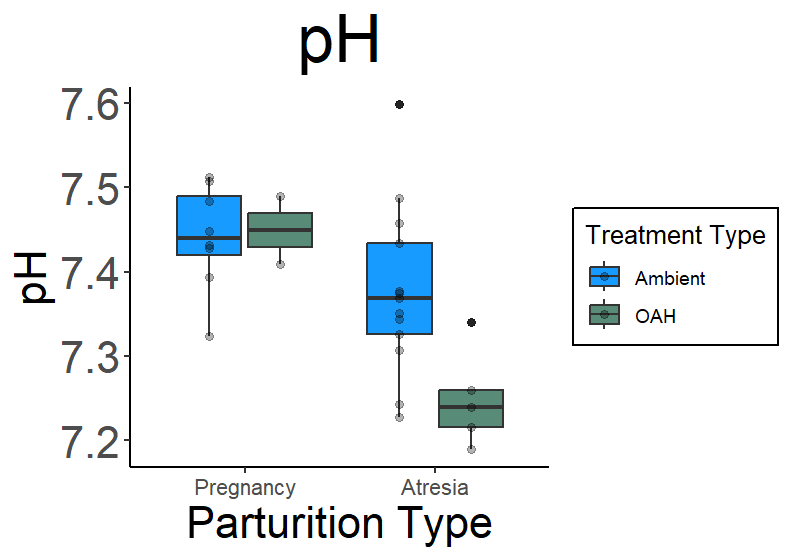 pH
7.6
7.5
7.4
7.3
7.2
pH
Pregnancy Atresia
Parturition Type
Treatment Type
Ambient
OAH